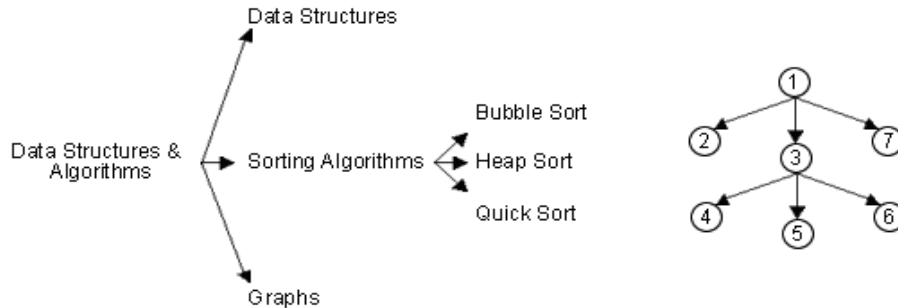 Data Structures
Data Structures &
Algorithms
Sorting Algorithms
Bubble Sort
Heap Sort
Quick Sort
Graphs
1
2
3
7
4
5
6